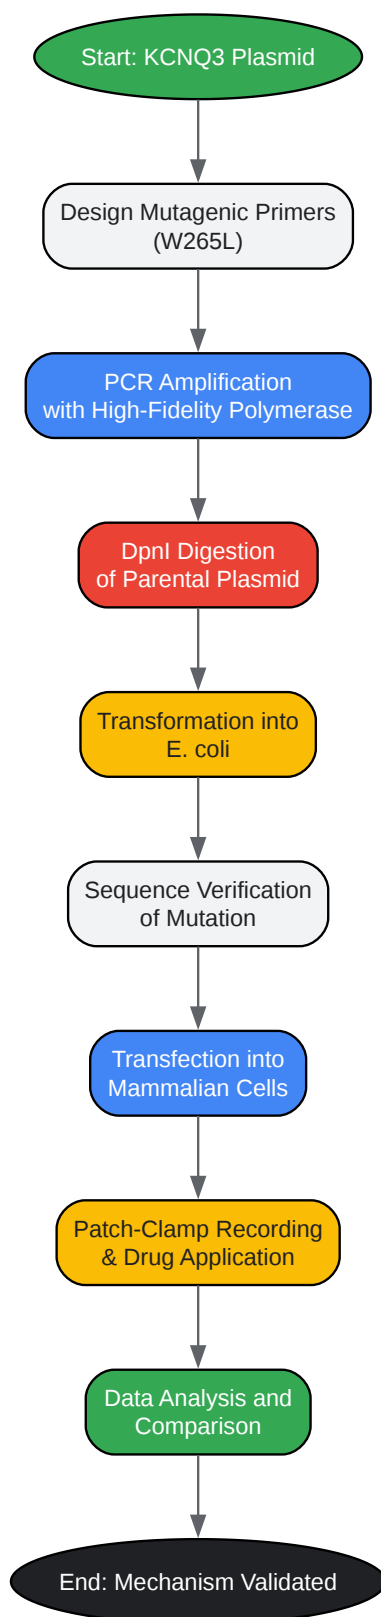 Start: KCNQ3 Plasmid
Design Mutagenic Primers
(W265L)
PCR Amplification
with High-Fidelity Polymerase
DpnI Digestion
of Parental Plasmid
Transformation into
E. coli
Sequence Verification
of Mutation
Transfection into
Mammalian Cells
Patch-Clamp Recording
& Drug Application
Data Analysis and
Comparison
End: Mechanism Validated